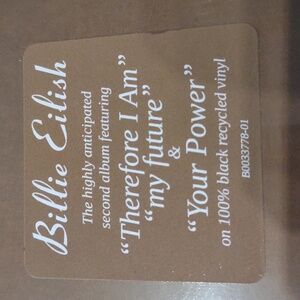 Billie Eilish
The highly anticipated
second album featuring
“Therefore I Am”
“my future”
&
“Your Power”
on 100% black recycled vinyl
B0033778-01